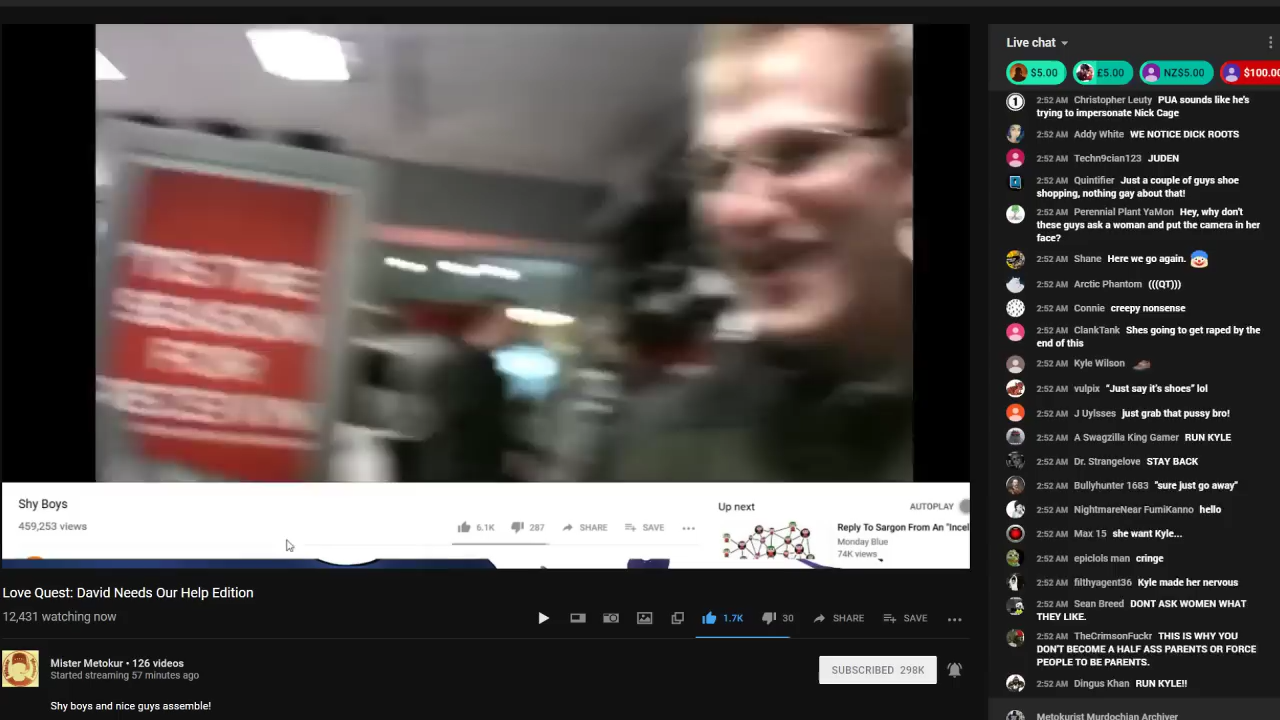 Live chat
$5.00
£5.00
NZ$5.00
$100.00
1
2:52 AM Christopher Leuty PUA sounds like he's
trying to impersonate Nick Cage
2:52 AM Addy White WE NOTICE DICK ROOTS
2:52 AM Techn9cian123 JUDEN
2:52 AM Quintifier Just a couple of guys shoe
shopping, nothing gay about that!
2:52 AM Perennial Plant YaMon Hey, why don't
these guys ask a woman and put the camera in her
face?
2:52 AM Shane Here we go again.
2:52 AM Arctic Phantom (((QT)))
2:52 AM Connie creepy nonsense
2:52 AM ClankTank Shes going to get raped by the
end of this
2:52 AM Kyle Wilson
2:52 AM vulpix “Just say it's shoes” lol
2:52 AM J Uylsses just grab that pussy bro!
2:52 AM A Swagzilla King Gamer RUN KYLE
2:52 AM Dr. Strangelove STAY BACK
2:52 AM Bullyhunter 1683 "sure just go away"
2:52 AM NightmareNear FumiKanno hello
2:52 AM Max 15 she want Kyle...
2:52 AM epiclols man cringe
2:52 AM filthyagent36 Kyle made her nervous
2:52 AM Sean Breed DONT ASK WOMEN WHAT
THEY LIKE.
2:52 AM TheCrimsonFuckr THIS IS WHY YOU
DON'T BECOME A HALF ASS PARENTS OR FORCE
PEOPLE TO BE PARENTS.
2:52 AM Dingus Khan RUN KYLE!!
Metokurist Murdochian Archiver
Shy Boys
459,253 views
6.1K
287
SHARE
SAVE
Up next
AUTOPLAY
Reply To Sargon From An "Incel
Monday Blue
74K views
Love Quest: David Needs Our Help Edition
12,431 watching now
1.7K
30
SHARE
SAVE
Mister Metokur • 126 videos
Started streaming 57 minutes ago
SUBSCRIBED 298K
Shy boys and nice guys assemble!